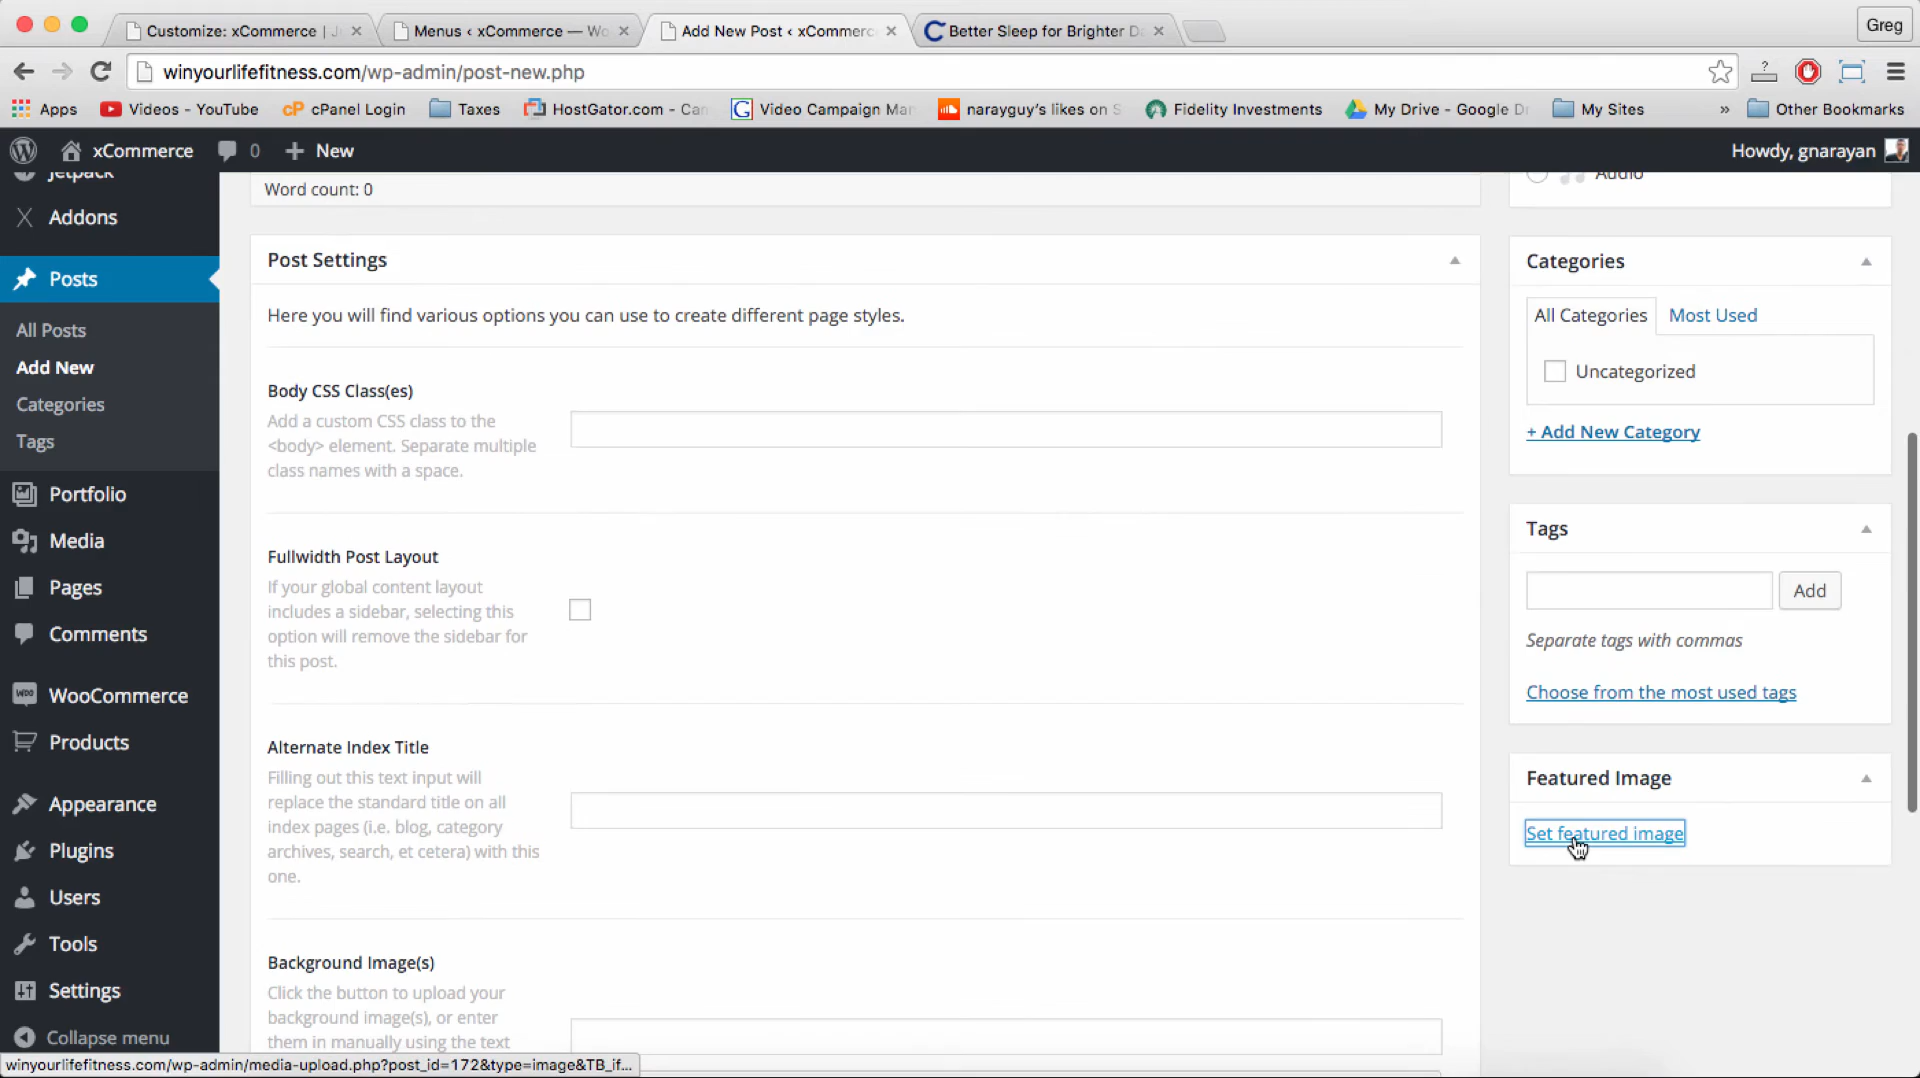 Customize: xCommerce |
Menus ‹ xCommerce — Wo
Add New Post ‹ xCommerc
Better Sleep for Brighter D
Greg
winyourlifefitness.com/wp-admin/post-new.php
Apps
Videos - YouTube
cP cPanel Login
Taxes
HostGator.com - Can
Video Campaign Man
narayguy's likes on S
Fidelity Investments
My Drive - Google Dr
My Sites
»
Other Bookmarks
xCommerce
0
New
Howdy, gnarayan
Jetpack
Addons
Posts
All Posts
Add New
Categories
Tags
Portfolio
Media
Pages
Comments
WooCommerce
Products
Appearance
Plugins
Users
Tools
Settings
Collapse menu
Word count: 0
Post Settings
Here you will find various options you can use to create different page styles.
Body CSS Class(es)
Add a custom CSS class to the
<body> element. Separate multiple
class names with a space.
Fullwidth Post Layout
If your global content layout
includes a sidebar, selecting this
option will remove the sidebar for
this post.
Alternate Index Title
Filling out this text input will
replace the standard title on all
index pages (i.e. blog, category
archives, search, et cetera) with this
one.
Background Image(s)
Click the button to upload your
background image(s), or enter
them in manually using the text
Audio
Categories
All Categories
Most Used
Uncategorized
+ Add New Category
Tags
Add
Separate tags with commas
Choose from the most used tags
Featured Image
Set featured image
winyourlifefitness.com/wp-admin/media-upload.php?post_id=172&type=image&TB_if...